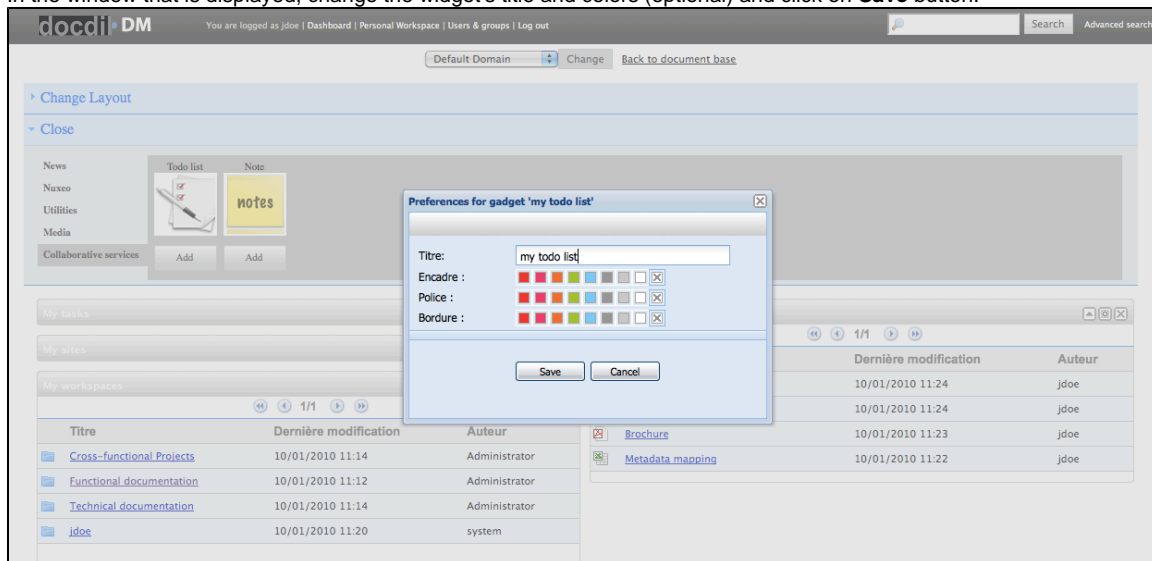 In the window that is displayed, change the widget's title and colors (optional) and click on Save button.
DM
You are logged as jdoe | Dashboard | Personal Workspace | Users & groups | Log out
Search
Advanced search
Default Domain
Change
Back to document base
Change Layout
Close
News
Nuxeo
Utilities
Media
Collaborative services
Todo list
Note
notes
Add
Add
Preferences for gadget 'my todo list'
Titre:
my todo list
Encadre :
Police :
Bordure :
Save
Cancel
My tasks
My sites
My workspaces
1/1
Titre
Dernière modification
Auteur
Cross-functional Projects
10/01/2010 11:14
Administrator
Functional documentation
10/01/2010 11:12
Administrator
Technical documentation
10/01/2010 11:14
Administrator
jdoe
10/01/2010 11:20
system
1/1
Dernière modification
Auteur
10/01/2010 11:24
jdoe
10/01/2010 11:24
jdoe
Brochure
10/01/2010 11:23
jdoe
Metadata mapping
10/01/2010 11:22
jdoe